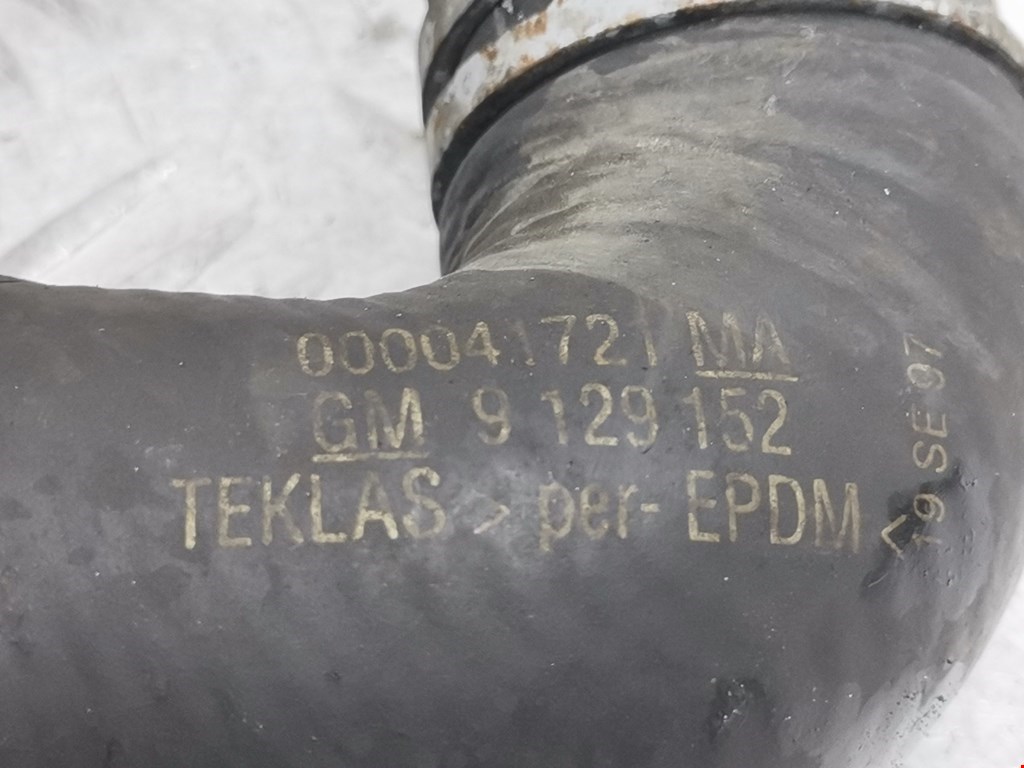 000041721 MA
GM 9 129 152
TEKLAS >per-EPDM<
19 SE 97